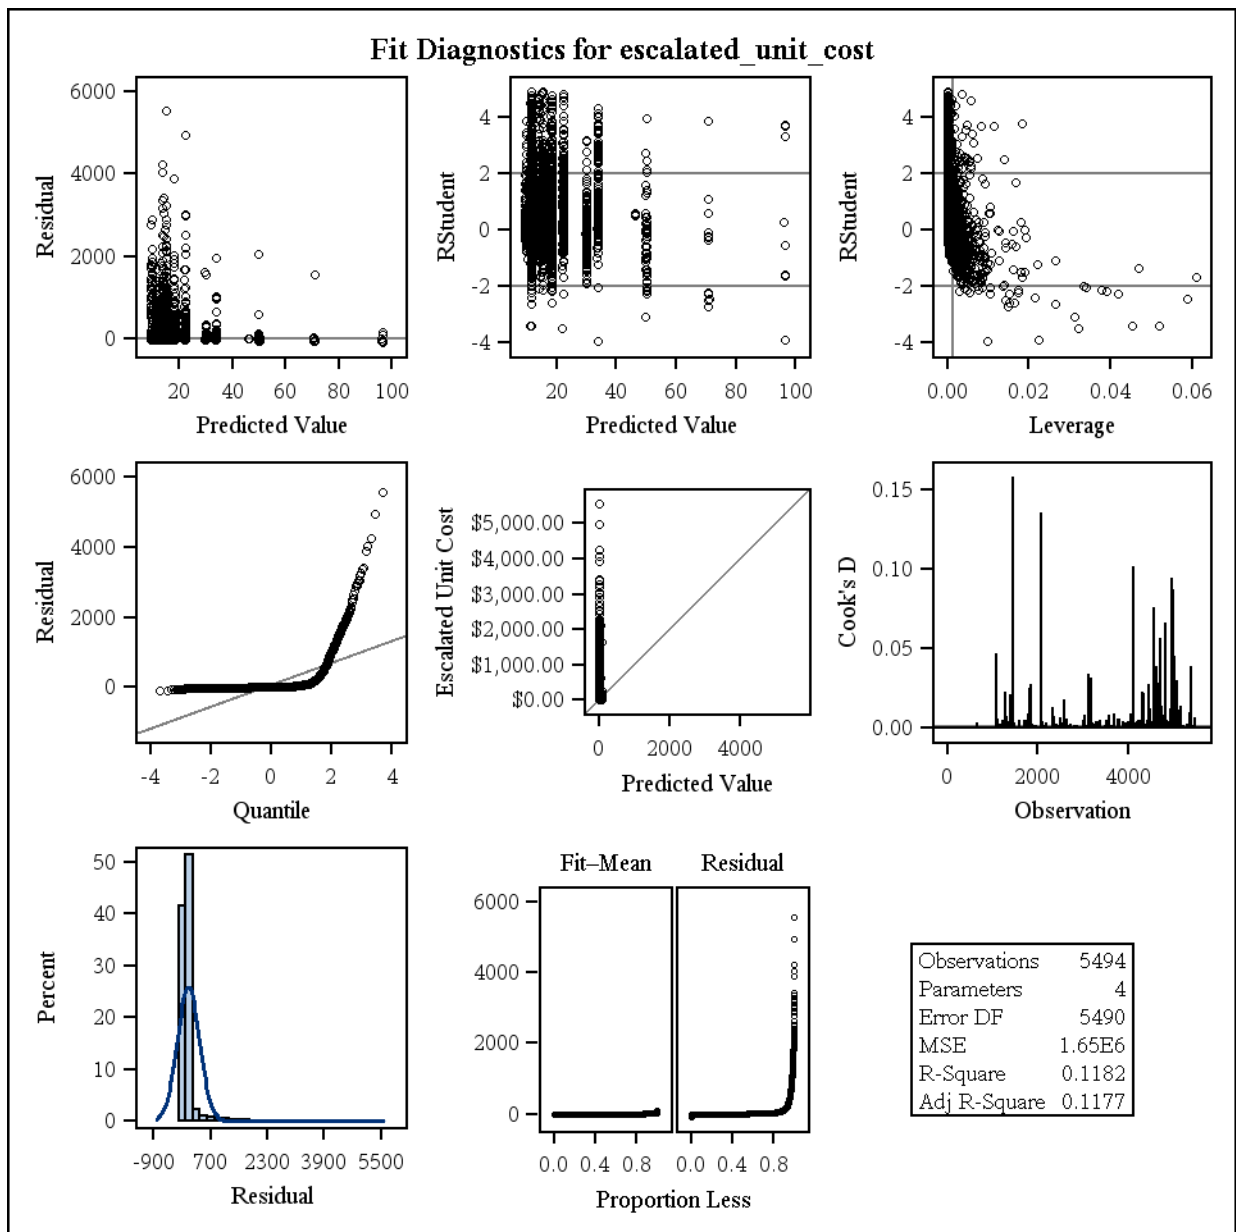 Fit Diagnostics for escalated_unit_cost
6000
4000
2000
0
Residual
20 40 60 80 100
Predicted Value
4
2
0
-2
-4
RStudent
20 40 60 80 100
Predicted Value
4
2
0
-2
-4
RStudent
0.00 0.02 0.04 0.06
Leverage
6000
4000
2000
0
Residual
-4 -2 0 2 4
Quantile
$5,000.00
$4,000.00
$3,000.00
$2,000.00
$1,000.00
$0.00
Escalated Unit Cost
0 2000 4000
Predicted Value
0.15
0.10
0.05
0.00
Cook's D
0 2000 4000
Observation
50
40
30
20
10
0
Percent
-900 700 2300 3900 5500
Residual
Fit–Mean Residual
6000
4000
2000
0
0.0 0.4 0.8 0.0 0.4 0.8
Proportion Less
Observations 5494
Parameters 4
Error DF 5490
MSE 1.65E6
R-Square 0.1182
Adj R-Square 0.1177